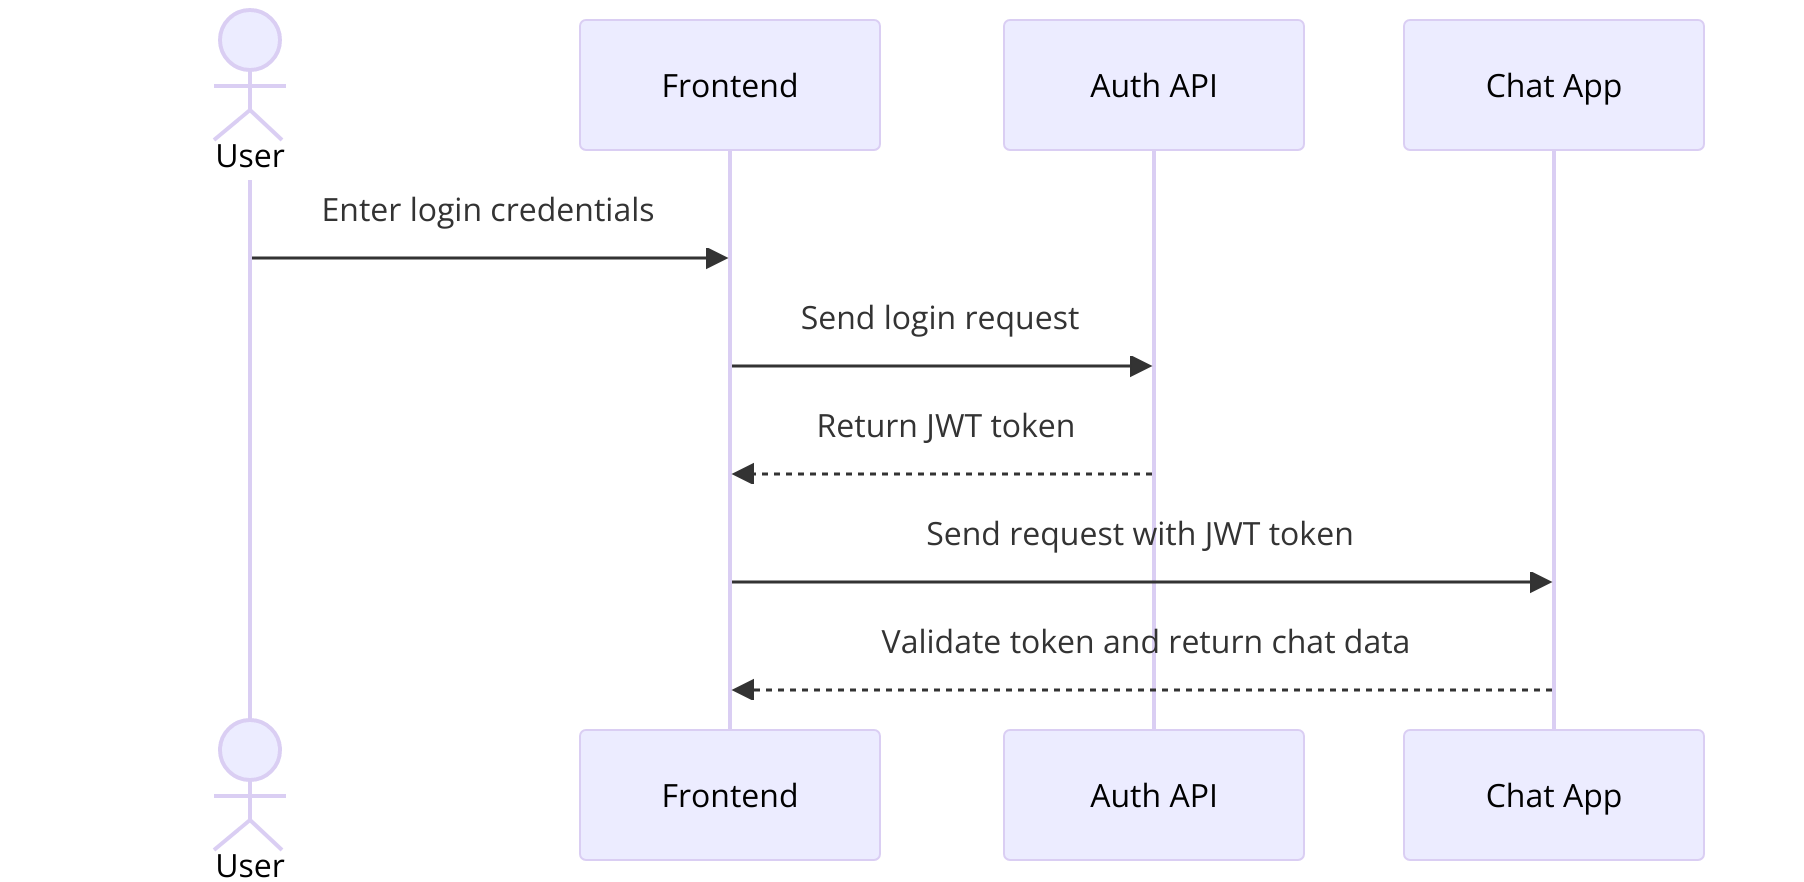 User
Frontend
Auth API
Chat App
Enter login credentials
Send login request
Return JWT token
Send request with JWT token
Validate token and return chat data
User
Frontend
Auth API
Chat App